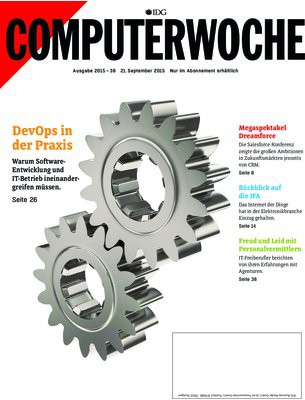 IDG
COMPUTERWOCHE
Ausgabe 2015 – 39 21. September 2015 Nur im Abonnement erhältlich
DevOps in
der Praxis
Warum Software-
Entwicklung und
IT-Betrieb ineinander-
greifen müssen.
Seite 26
Megaspektakel
Dreamforce
Die Salesforce-Konferenz
zeigte die großen Ambitionen
in Zukunftsmärkten jenseits
von CRM.
Seite 8
Rückblick auf
die IFA
Das Internet der Dinge
hat in der Elektronikbranche
Einzug gehalten.
Seite 14
Freud und Leid mit
Personalvermittlern
IT-Freiberufler berichten
von ihren Erfahrungen mit
Agenturen.
Seite 38